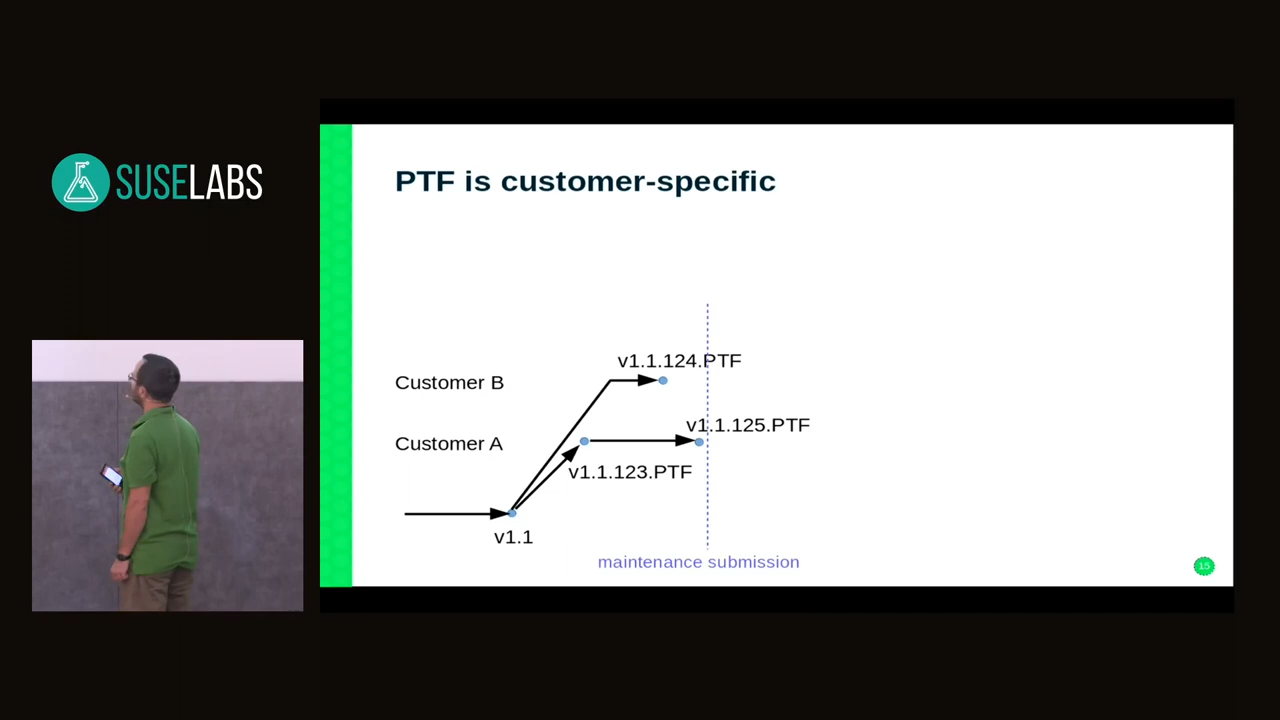 SUSELABS
PTF is customer-specific
v1.1.124.PTF
Customer B
v1.1.125.PTF
Customer A
v1.1.123.PTF
v1.1
maintenance submission
15